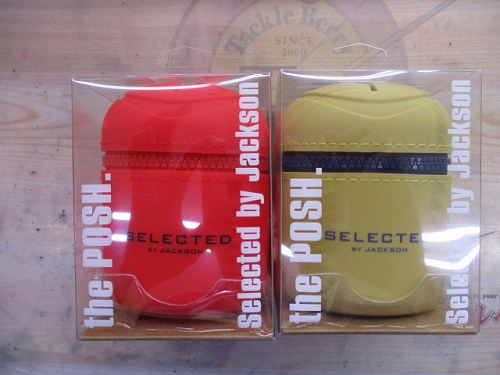 Tackle Berry
SINCE
2000
the POSH.
SELECTED
BY JACKSON
Selected by Jackson
the POSH.
SELECTED
BY JACKSON
Selected by Jackson